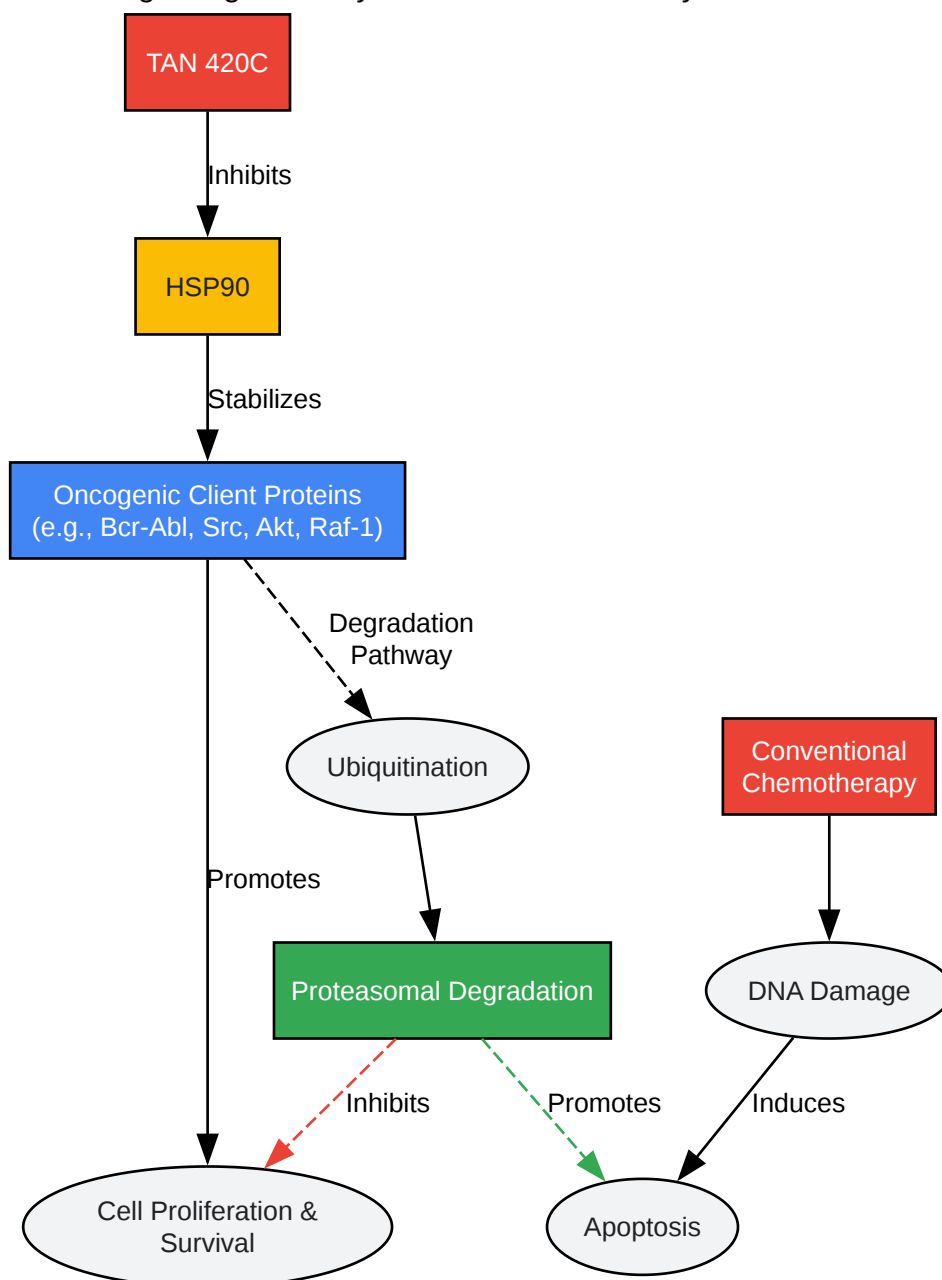 TAN 420C
Inhibits
HSP90
Stabilizes
Oncogenic Client Proteins
(e.g., Bcr-Abl, Src, Akt, Raf-1)
Degradation
Pathway
Ubiquitination
Conventional
Chemotherapy
Promotes
Proteasomal Degradation
DNA Damage
Inhibits
Promotes
Induces
Cell Proliferation &
Survival
Apoptosis